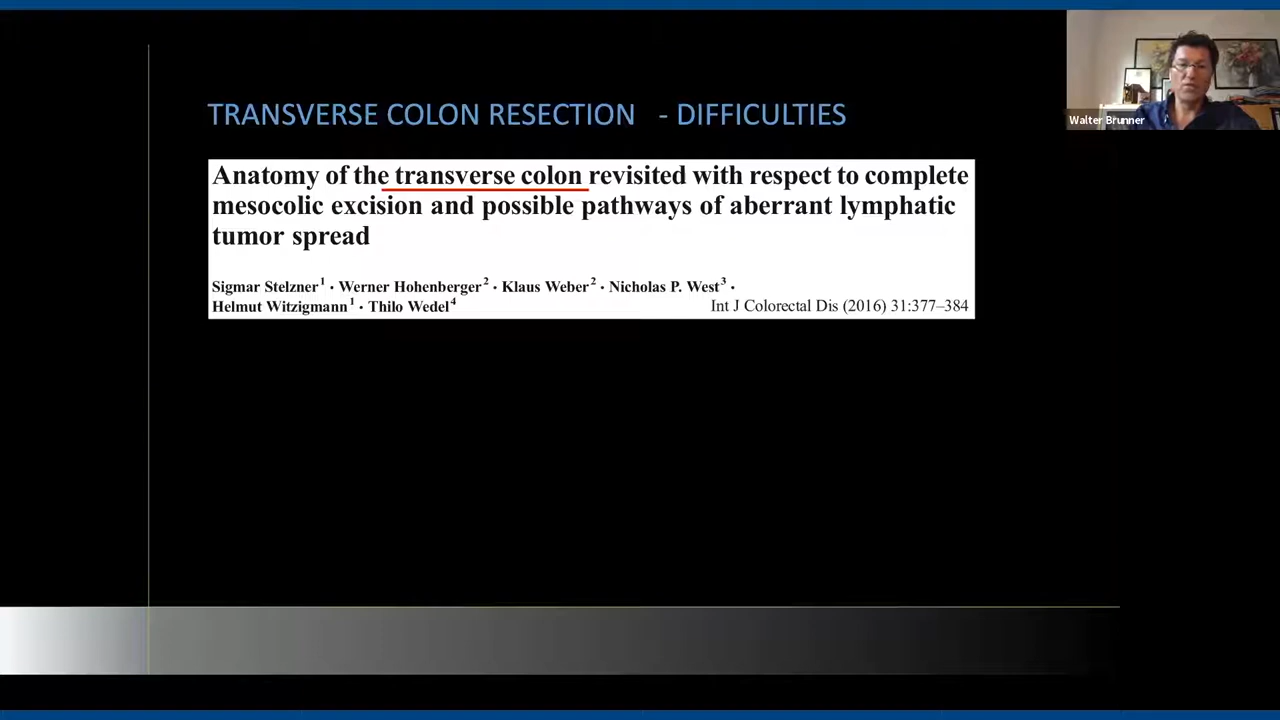 TRANSVERSE COLON RESECTION - DIFFICULTIES
Walter Brunner
Anatomy of the transverse colon revisited with respect to complete
mesocolic excision and possible pathways of aberrant lymphatic
tumor spread
Sigmar Stelzner1 · Werner Hohenberger2 · Klaus Weber2 · Nicholas P. West3 ·
Helmut Witzigmann1 · Thilo Wedel4
Int J Colorectal Dis (2016) 31:377–384